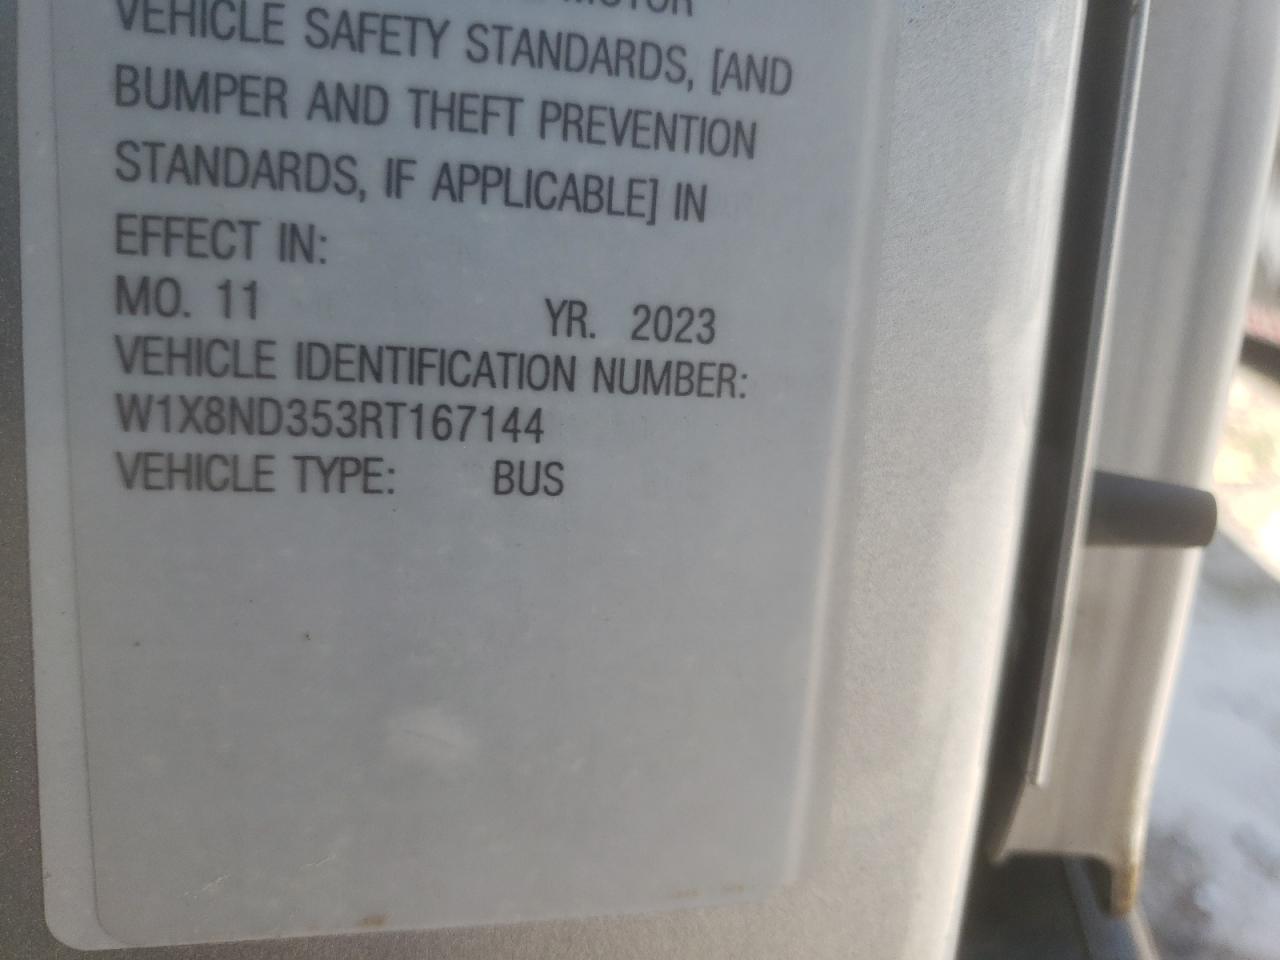 MOTOR
VEHICLE SAFETY STANDARDS, [AND
BUMPER AND THEFT PREVENTION
STANDARDS, IF APPLICABLE] IN
EFFECT IN:
MO. 11 YR. 2023
VEHICLE IDENTIFICATION NUMBER:
W1X8ND353RT167144
VEHICLE TYPE: BUS